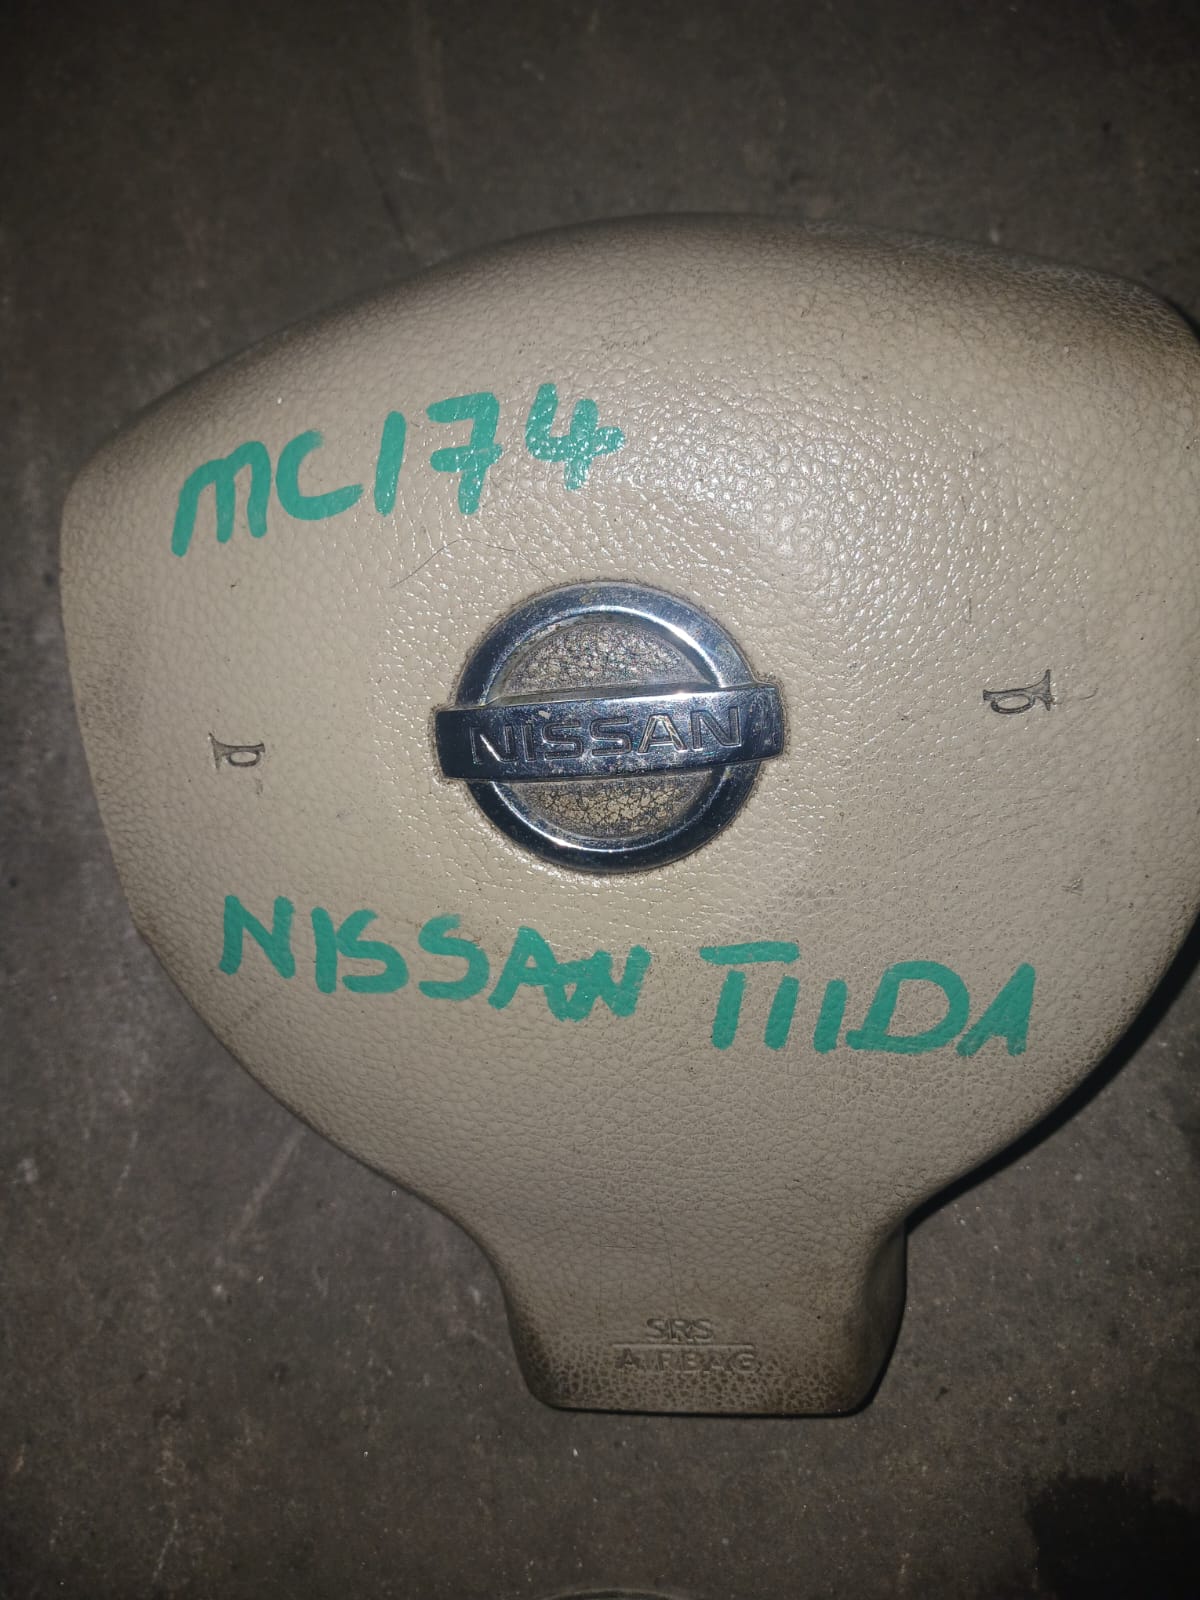 MC174
NISSAN
NISSAN TIIDA
SRS
AIRBAG